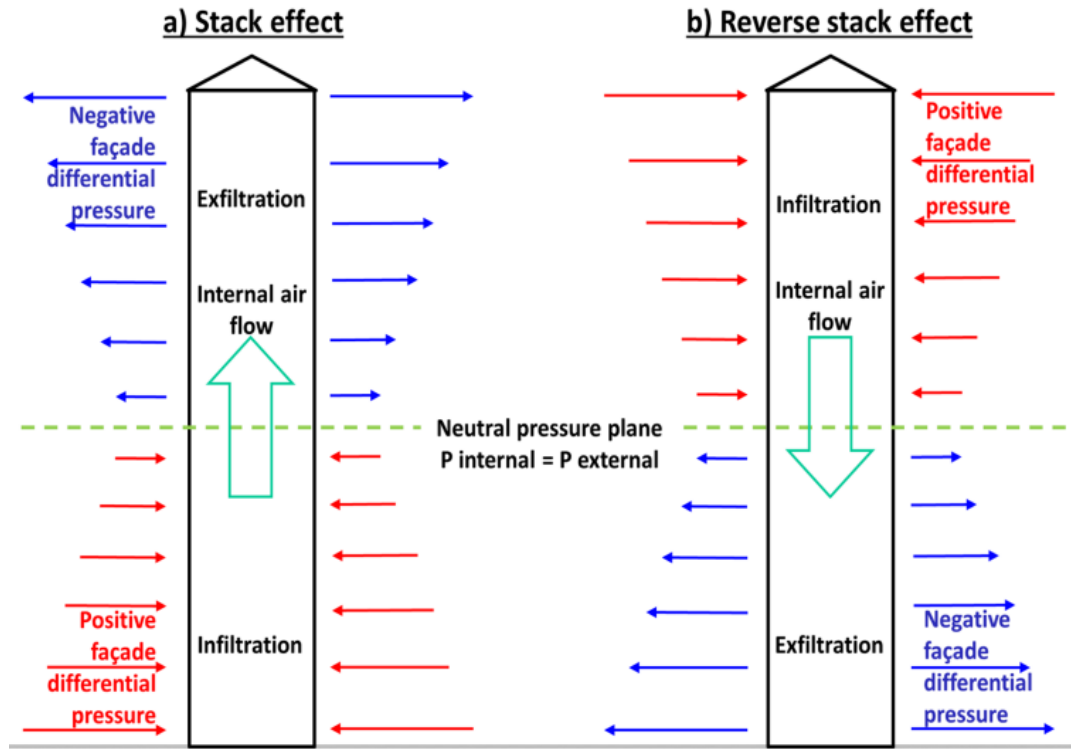 a) Stack effect
Negative
façade
differential
pressure
Exfiltration
Internal air
flow
Infiltration
Positive
façade
differential
pressure
Neutral pressure plane
P internal = P external
b) Reverse stack effect
Positive
façade
differential
pressure
Infiltration
Internal air
flow
Exfiltration
Negative
façade
differential
pressure